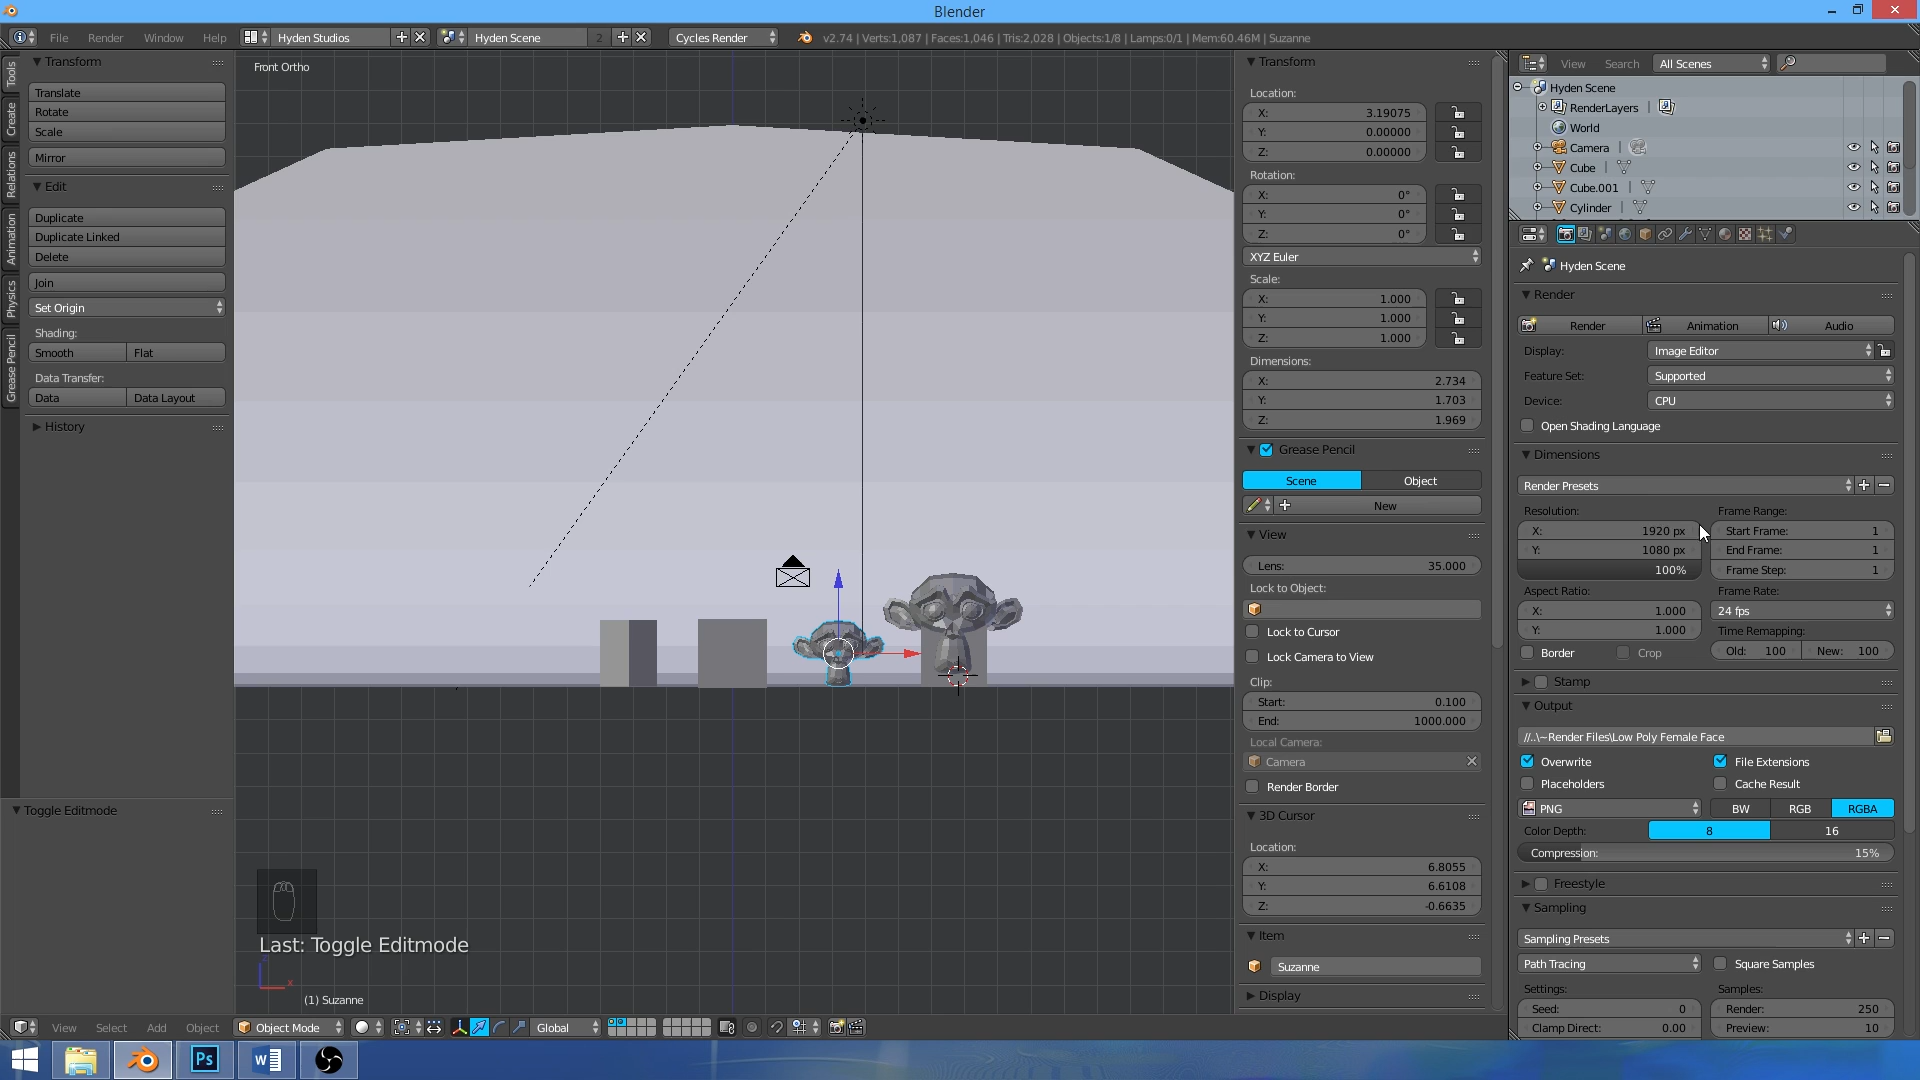 Blender
File Render Window Help Hyden Studios Hyden Scene 2 Cycles Render v2.74 | Verts:1,087 | Faces:1,046 | Tris:2,028 | Objects:1/8 | Lamps:0/1 | Mem:60.46M | Suzanne
Tools
Create
Relations
Animation
Physics
Grease Pencil
Transform
Translate
Rotate
Scale
Mirror
Edit
Duplicate
Duplicate Linked
Delete
Join
Set Origin
Shading:
Smooth Flat
Data Transfer:
Data Data Layout
History
Toggle Editmode
Front Ortho
Last: Toggle Editmode
x
(1) Suzanne
View Select Add Object Object Mode Global
Transform
Location:
X: 3.19075
Y: 0.00000
Z: 0.00000
Rotation:
X: 0°
Y: 0°
Z: 0°
XYZ Euler
Scale:
X: 1.000
Y: 1.000
Z: 1.000
Dimensions:
X: 2.734
Y: 1.703
Z: 1.969
Grease Pencil
Scene Object
New
View
Lens: 35.000
Lock to Object:
Lock to Cursor
Lock Camera to View
Clip:
Start: 0.100
End: 1000.000
Local Camera:
Camera
Render Border
3D Cursor
Location:
X: 6.8055
Y: 6.6108
Z: -0.6635
Item
Suzanne
Display
View Search All Scenes
Hyden Scene
RenderLayers
World
Camera
Cube
Cube.001
Cylinder
Hyden Scene
Render
Render Animation Audio
Display: Image Editor
Feature Set: Supported
Device: CPU
Open Shading Language
Dimensions
Render Presets
Resolution: Frame Range:
X: 1920 px Start Frame: 1
Y: 1080 px End Frame: 1
100% Frame Step: 1
Aspect Ratio: Frame Rate:
X: 1.000 24 fps
Y: 1.000 Time Remapping:
Border Crop Old: 100 New: 100
Stamp
Output
//..\~Render Files\Low Poly Female Face
Overwrite File Extensions
Placeholders Cache Result
PNG BW RGB RGBA
Color Depth: 8 16
Compression: 15%
Freestyle
Sampling
Sampling Presets
Path Tracing Square Samples
Settings: Samples:
Seed: 0 Render: 250
Clamp Direct: 0.00 Preview: 10
Ps
W